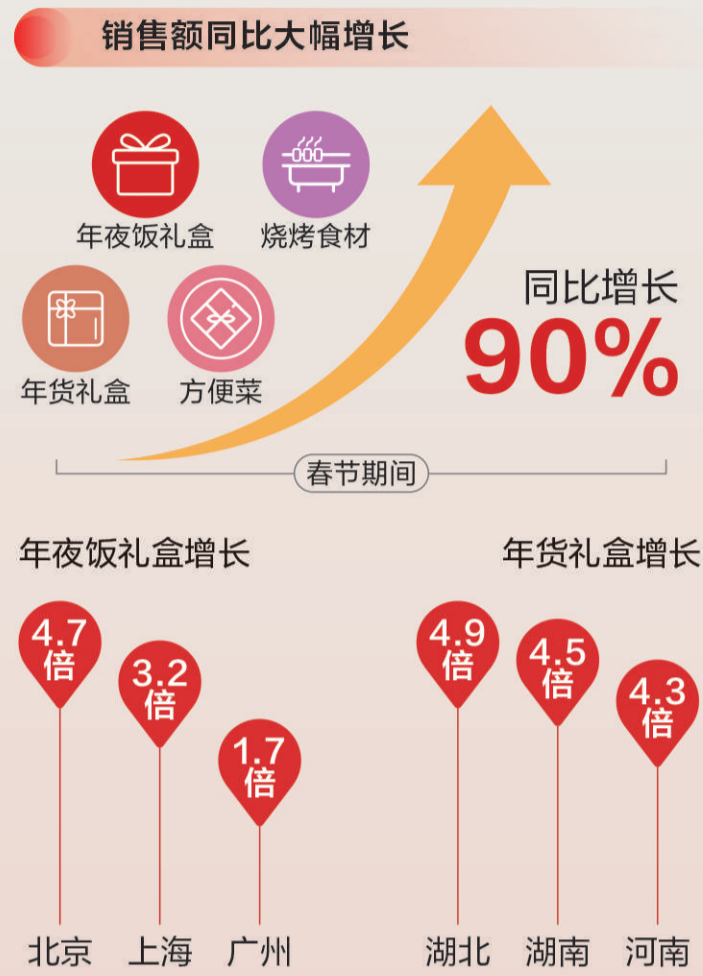 销售额同比大幅增长
年夜饭礼盒
烧烤食材
年货礼盒
方便菜
同比增长
90%
春节期间
年夜饭礼盒增长
4.7
倍
3.2
倍
1.7
倍
北京
上海
广州
年货礼盒增长
4.9
倍
4.5
倍
4.3
倍
湖北
湖南
河南